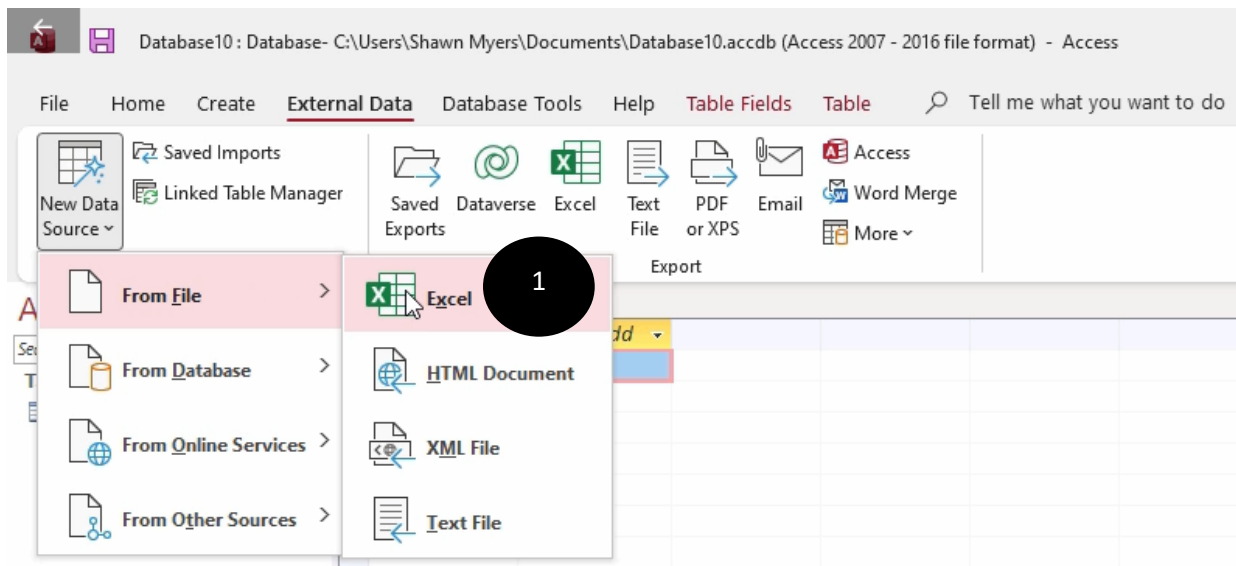 Database10 : Database- C:\Users\Shawn Myers\Documents\Database10.accdb (Access 2007 - 2016 file format) - Access
File Home Create External Data Database Tools Help Table Fields Table Tell me what you want to do
New Data Source
Saved Imports
Linked Table Manager
Saved Exports
Dataverse
Excel
Text File
PDF or XPS
Email
Access
Word Merge
More
Export
From File
From Database
From Online Services
From Other Sources
Excel
1
HTML Document
XML File
Text File